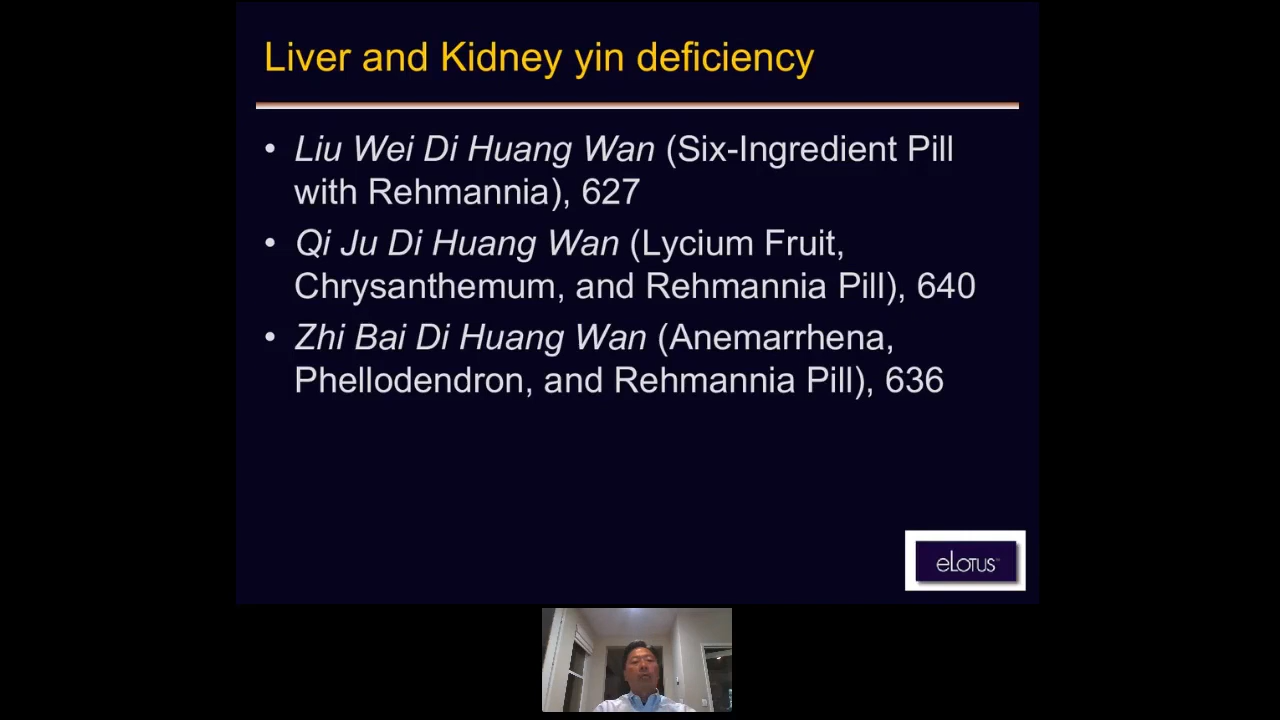 Liver and Kidney yin deficiency
• Liu Wei Di Huang Wan (Six-Ingredient Pill
with Rehmannia), 627
• Qi Ju Di Huang Wan (Lycium Fruit,
Chrysanthemum, and Rehmannia Pill), 640
• Zhi Bai Di Huang Wan (Anemarrhena,
Phellodendron, and Rehmannia Pill), 636
eLOTUS